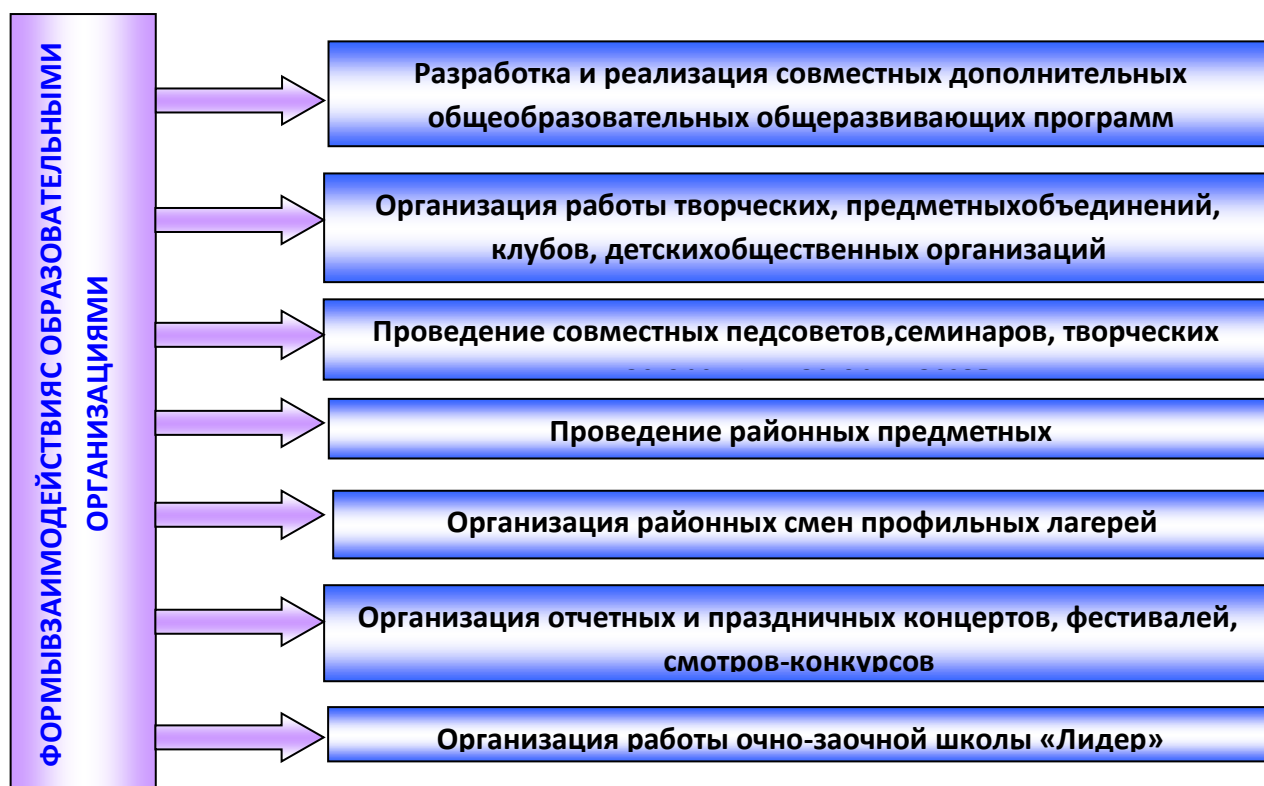 ФОРМЫВЗАИМОДЕЙСТВИЯС ОБРАЗОВАТЕЛЬНЫМИ
ОРГАНИЗАЦИЯМИ
Разработка и реализация совместных дополнительных
общеобразовательных общеразвивающих программ
Организация работы творческих, предметныхобъединений,
клубов, детскихобщественных организаций
Проведение совместных педсоветов,семинаров, творческих
Проведение районных предметных
Организация районных смен профильных лагерей
Организация отчетных и праздничных концертов, фестивалей,
смотров-конкурсов
Организация работы очно-заочной школы «Лидер»